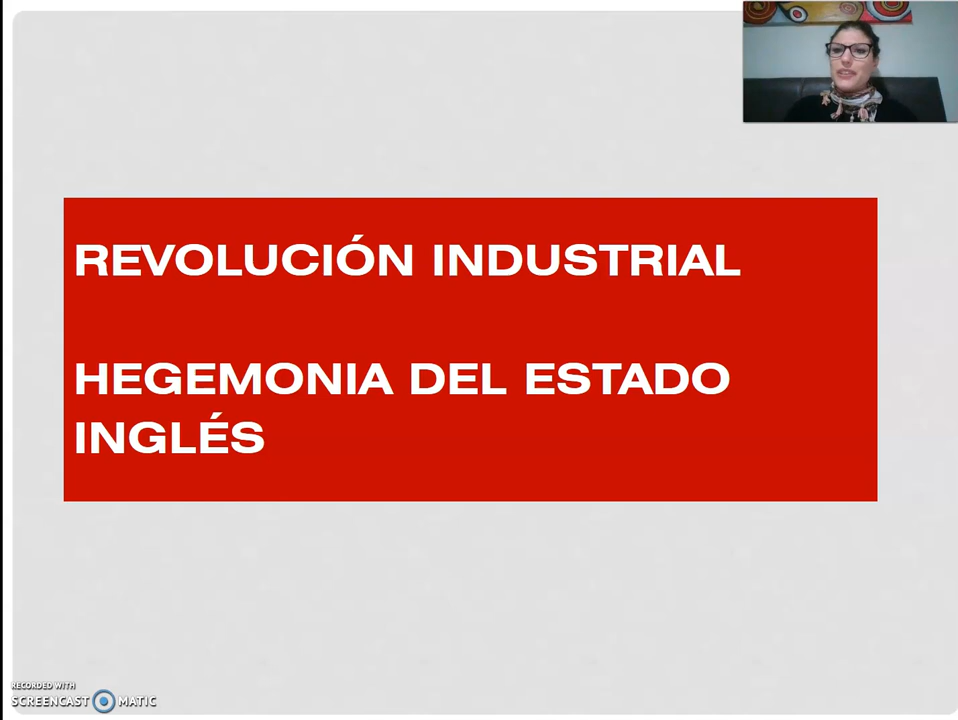 REVOLUCIÓN INDUSTRIAL
HEGEMONIA DEL ESTADO
INGLÉS
RECORDED WITH
SCREENCAST MATIC